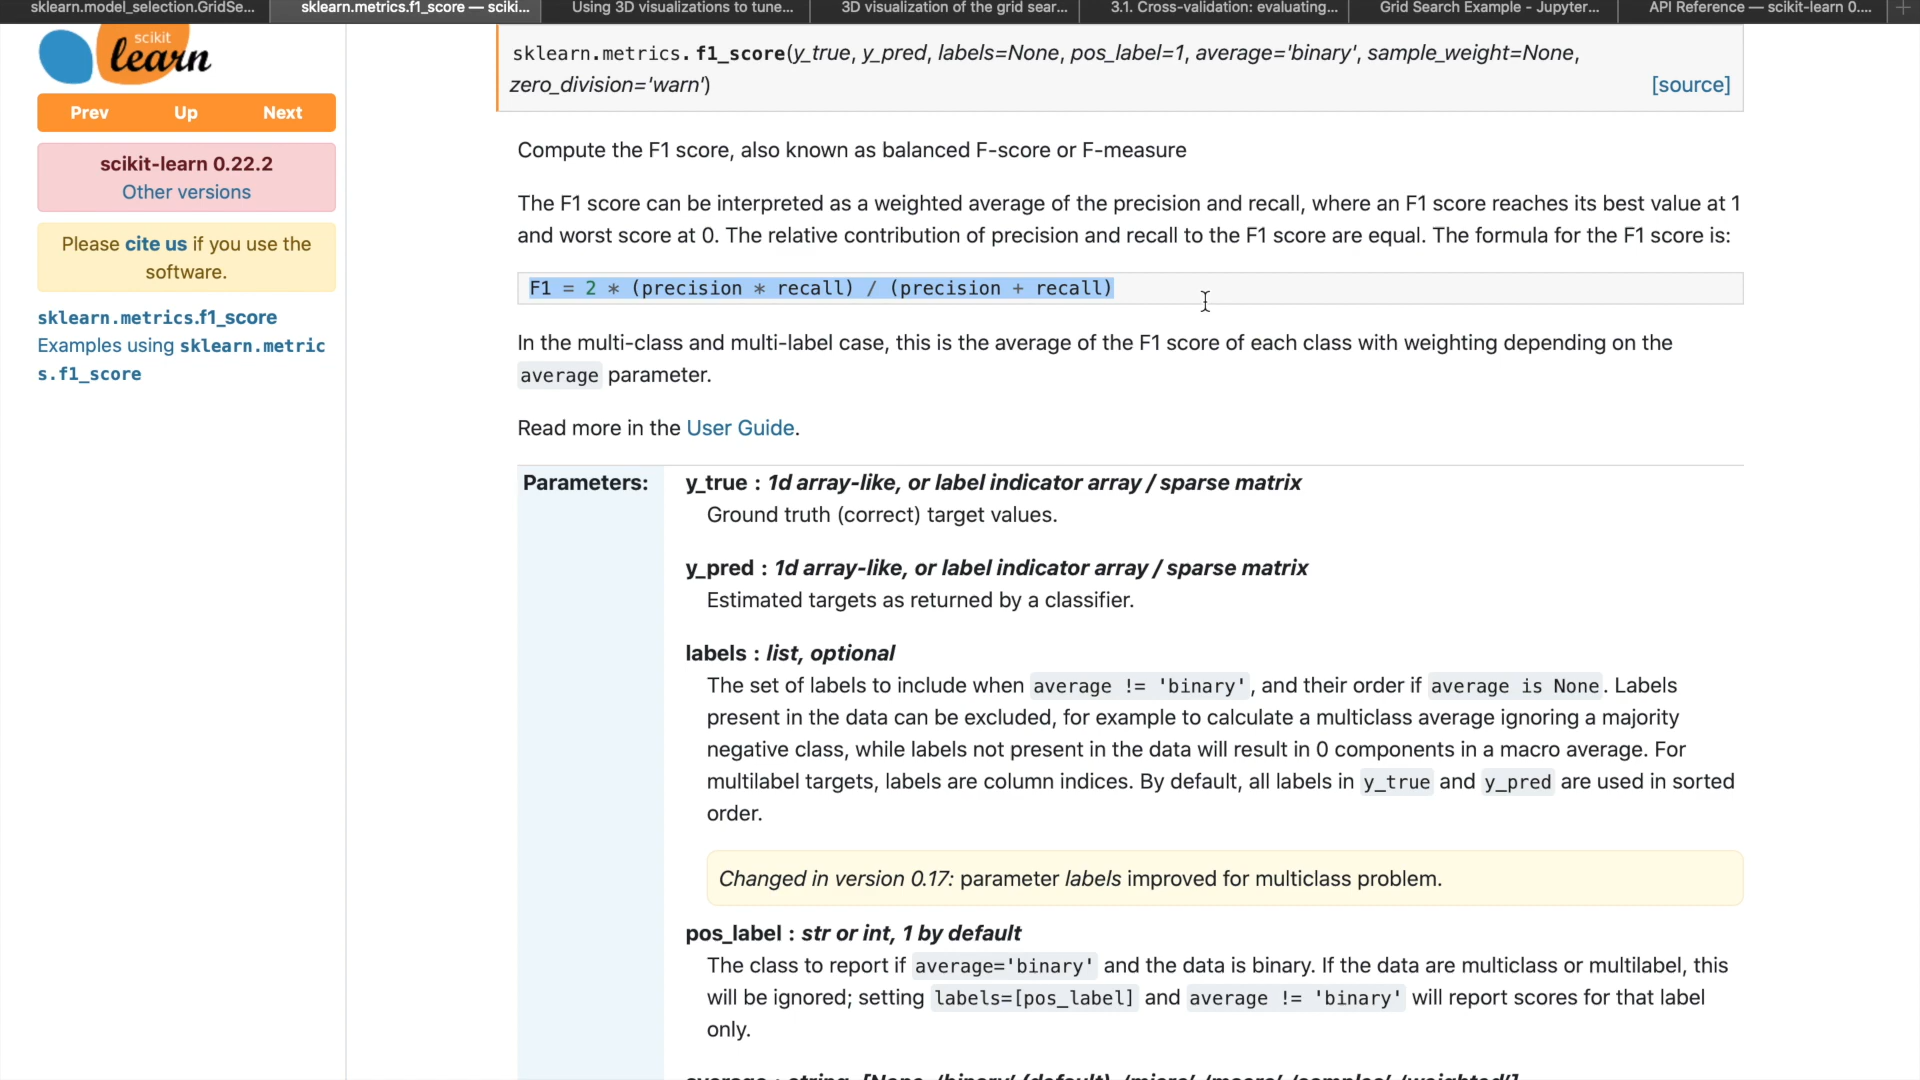 sklearn.model_selection.GridSe...
sklearn.metrics.f1_score — sciki...
Using 3D visualizations to tune...
3D visualization of the grid sear...
3.1. Cross-validation: evaluating...
Grid Search Example - Jupyter...
API Reference — scikit-learn 0....
scikit
learn
Prev Up Next
scikit-learn 0.22.2
Other versions
Please cite us if you use the
software.
sklearn.metrics.f1_score
Examples using sklearn.metric
s.f1_score
sklearn.metrics.f1_score(y_true, y_pred, labels=None, pos_label=1, average='binary', sample_weight=None,
zero_division='warn') [source]
Compute the F1 score, also known as balanced F-score or F-measure
The F1 score can be interpreted as a weighted average of the precision and recall, where an F1 score reaches its best value at 1
and worst score at 0. The relative contribution of precision and recall to the F1 score are equal. The formula for the F1 score is:
F1 = 2 * (precision * recall) / (precision + recall)
In the multi-class and multi-label case, this is the average of the F1 score of each class with weighting depending on the
average parameter.
Read more in the User Guide.
Parameters:
y_true : 1d array-like, or label indicator array / sparse matrix
Ground truth (correct) target values.
y_pred : 1d array-like, or label indicator array / sparse matrix
Estimated targets as returned by a classifier.
labels : list, optional
The set of labels to include when average != 'binary', and their order if average is None. Labels
present in the data can be excluded, for example to calculate a multiclass average ignoring a majority
negative class, while labels not present in the data will result in 0 components in a macro average. For
multilabel targets, labels are column indices. By default, all labels in y_true and y_pred are used in sorted
order.
Changed in version 0.17: parameter labels improved for multiclass problem.
pos_label : str or int, 1 by default
The class to report if average='binary' and the data is binary. If the data are multiclass or multilabel, this
will be ignored; setting labels=[pos_label] and average != 'binary' will report scores for that label
only.
average : string, [None, 'binary' (default), 'micro', 'macro', 'samples', 'weighted']